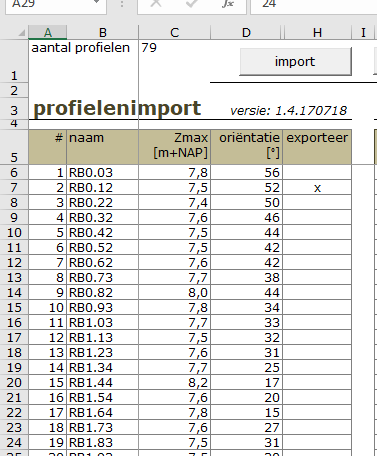 A29 fx 24
A B C D H I
aantal profielen 79
1 import
2
3 profielenimport versie: 1.4.170718
4
# naam Zmax oriëntatie exporteer
5 [m+NAP] [°]
6 1 RB0.03 7,8 56
7 2 RB0.12 7,5 52 x
8 3 RB0.22 7,4 50
9 4 RB0.32 7,6 46
10 5 RB0.42 7,5 44
11 6 RB0.52 7,5 42
12 7 RB0.62 7,6 42
13 8 RB0.73 7,7 38
14 9 RB0.82 8,0 44
15 10 RB0.93 7,8 34
16 11 RB1.03 7,7 33
17 12 RB1.13 7,5 32
18 13 RB1.23 7,6 31
19 14 RB1.34 7,7 25
20 15 RB1.44 8,2 17
21 16 RB1.54 7,6 20
22 17 RB1.64 7,8 15
23 18 RB1.73 7,6 27
24 19 RB1.83 7,5 31